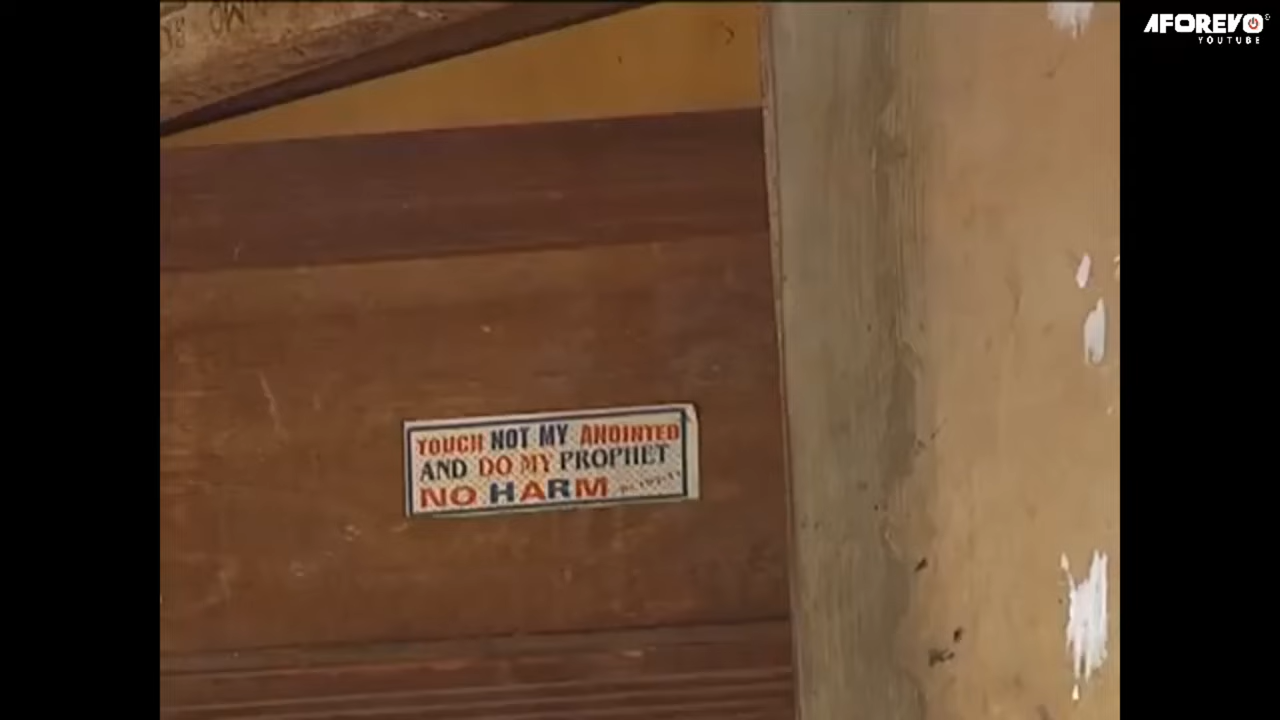 AFOREVO
YOUTUBE
TOUCH NOT MY ANOINTED
AND DO MY PROPHET
NO HARM